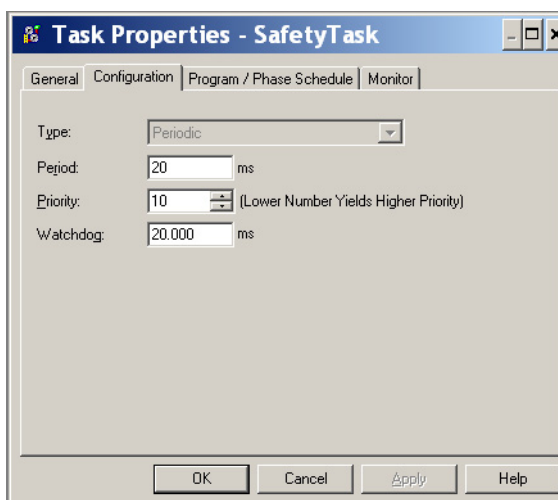 Task Properties - SafetyTask
General Configuration Program / Phase Schedule Monitor
Type: Periodic
Period: 20 ms
Priority: 10 (Lower Number Yields Higher Priority)
Watchdog: 20.000 ms
OK Cancel Apply Help